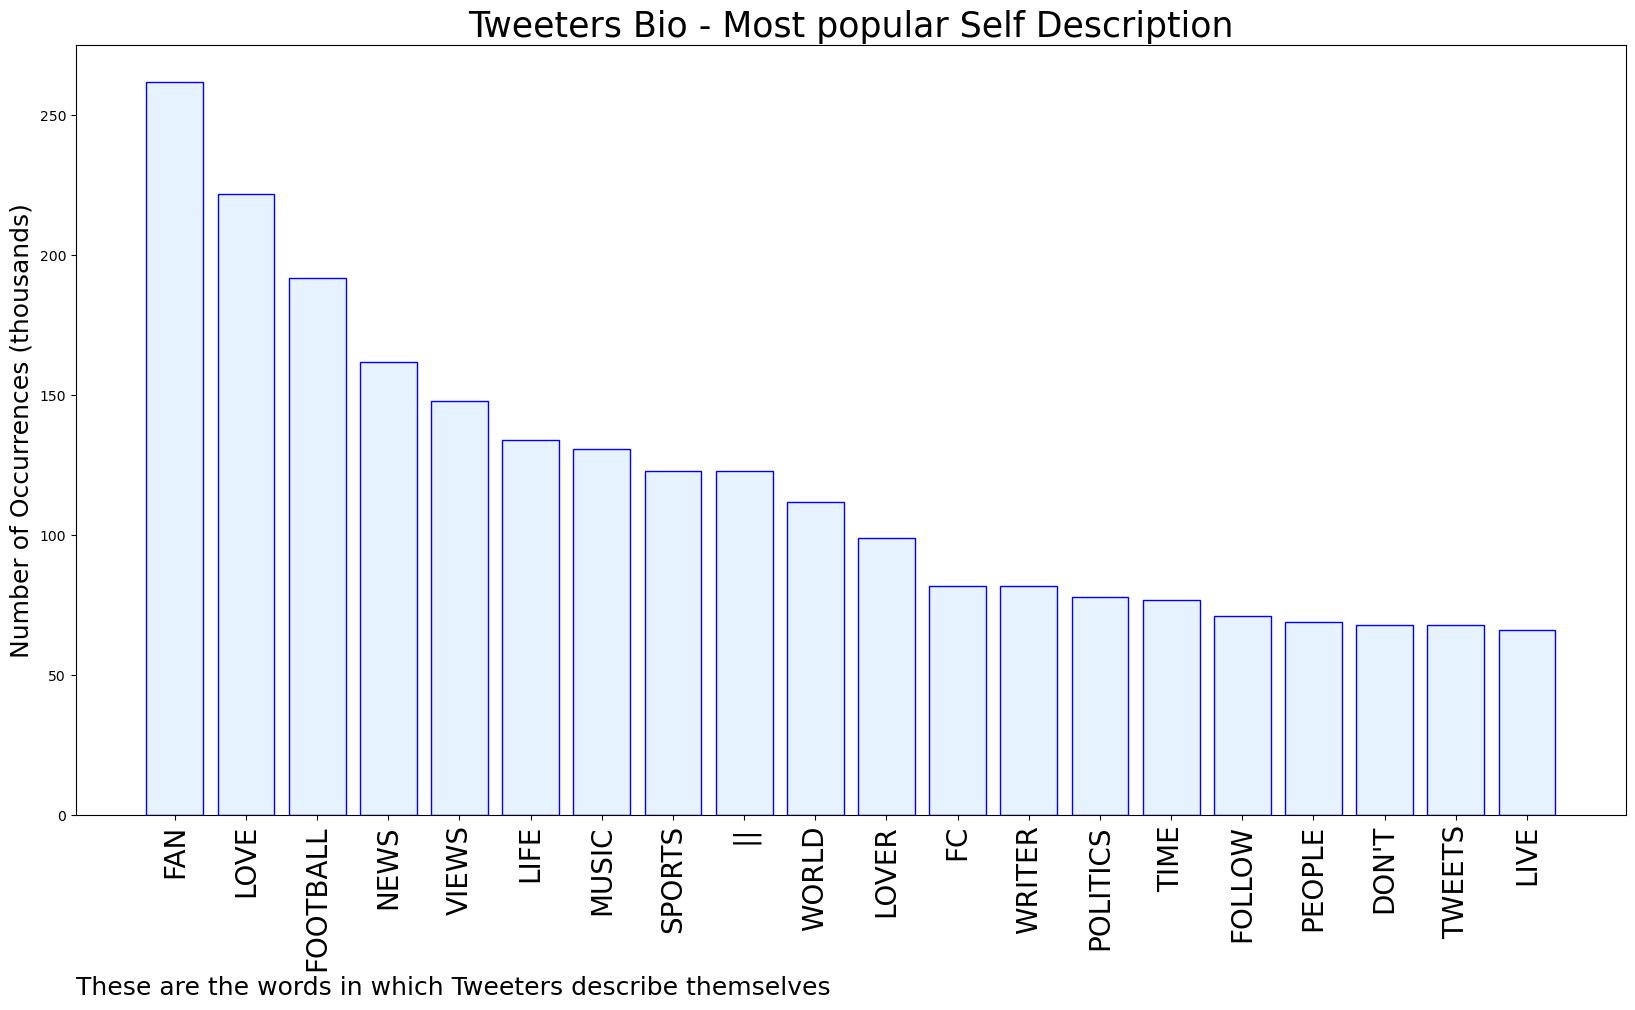 Tweeters Bio - Most popular Self Description
Number of Occurrences (thousands)
250
200
150
100
50
0
FAN
LOVE
FOOTBALL
NEWS
VIEWS
LIFE
MUSIC
SPORTS
||
WORLD
LOVER
FC
WRITER
POLITICS
TIME
FOLLOW
PEOPLE
DON'T
TWEETS
LIVE
These are the words in which Tweeters describe themselves